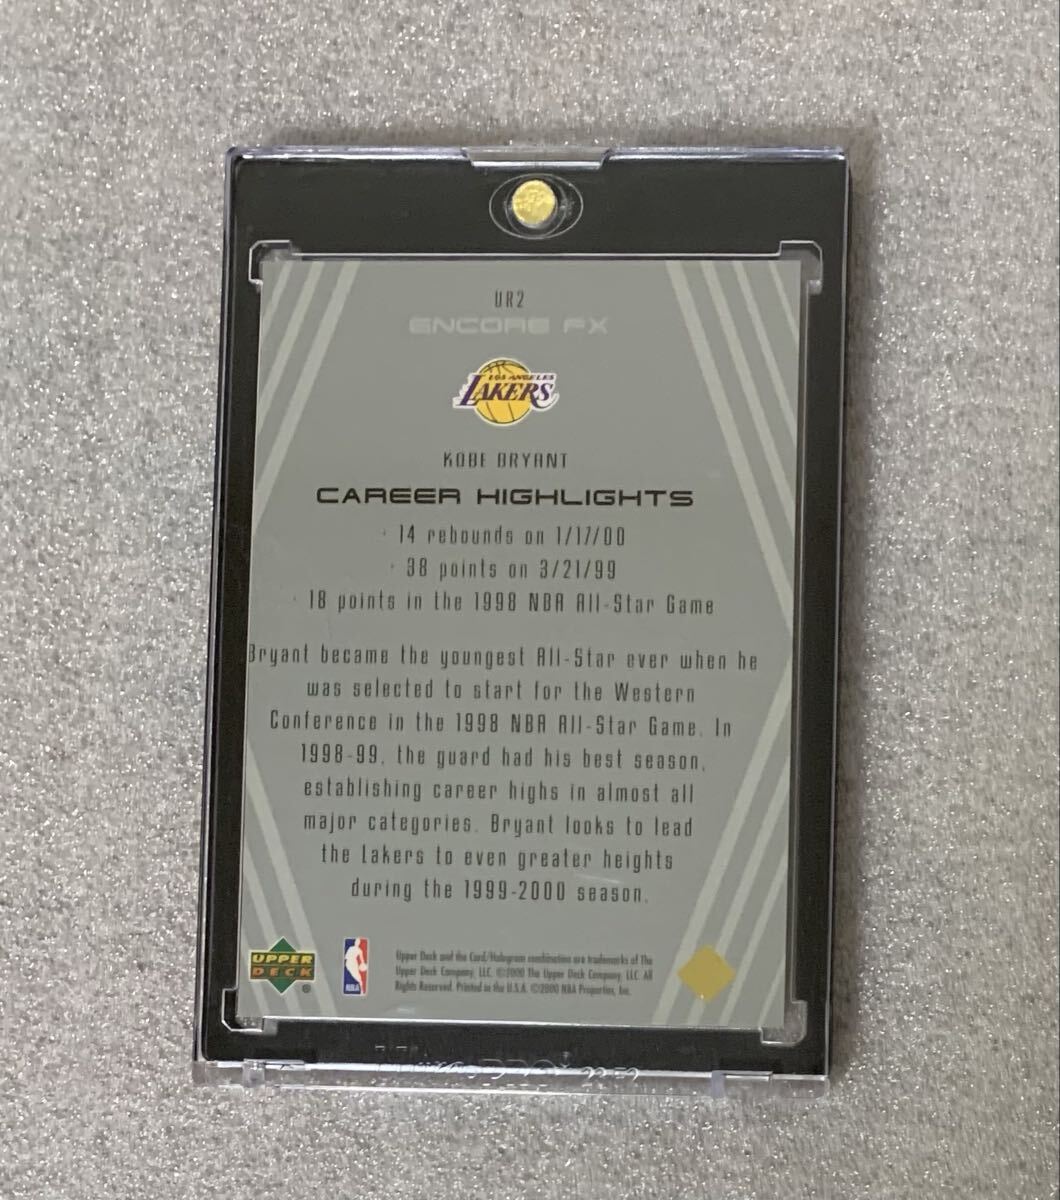 UR2
ENCORE FX
LOS ANGELES
LAKERS
KOBE BRYANT
CAREER HIGHLIGHTS
· 14 rebounds on 1/17/00
· 38 points on 3/21/99
· 18 points in the 1998 NBA All-Star Game
Bryant became the youngest All-Star ever when he
was selected to start for the Western
Conference in the 1998 NBA All-Star Game. In
1998-99, the guard had his best season,
establishing career highs in almost all
major categories. Bryant looks to lead
the Lakers to even greater heights
during the 1999-2000 season.
UPPER
DECK
®
NBA
Upper Deck and the Card/Hologram combination are trademarks of The
Upper Deck Company, LLC. ©2000 The Upper Deck Company, LLC. All
Rights Reserved. Printed in the U.S.A. ©2000 NBA Properties, Inc.